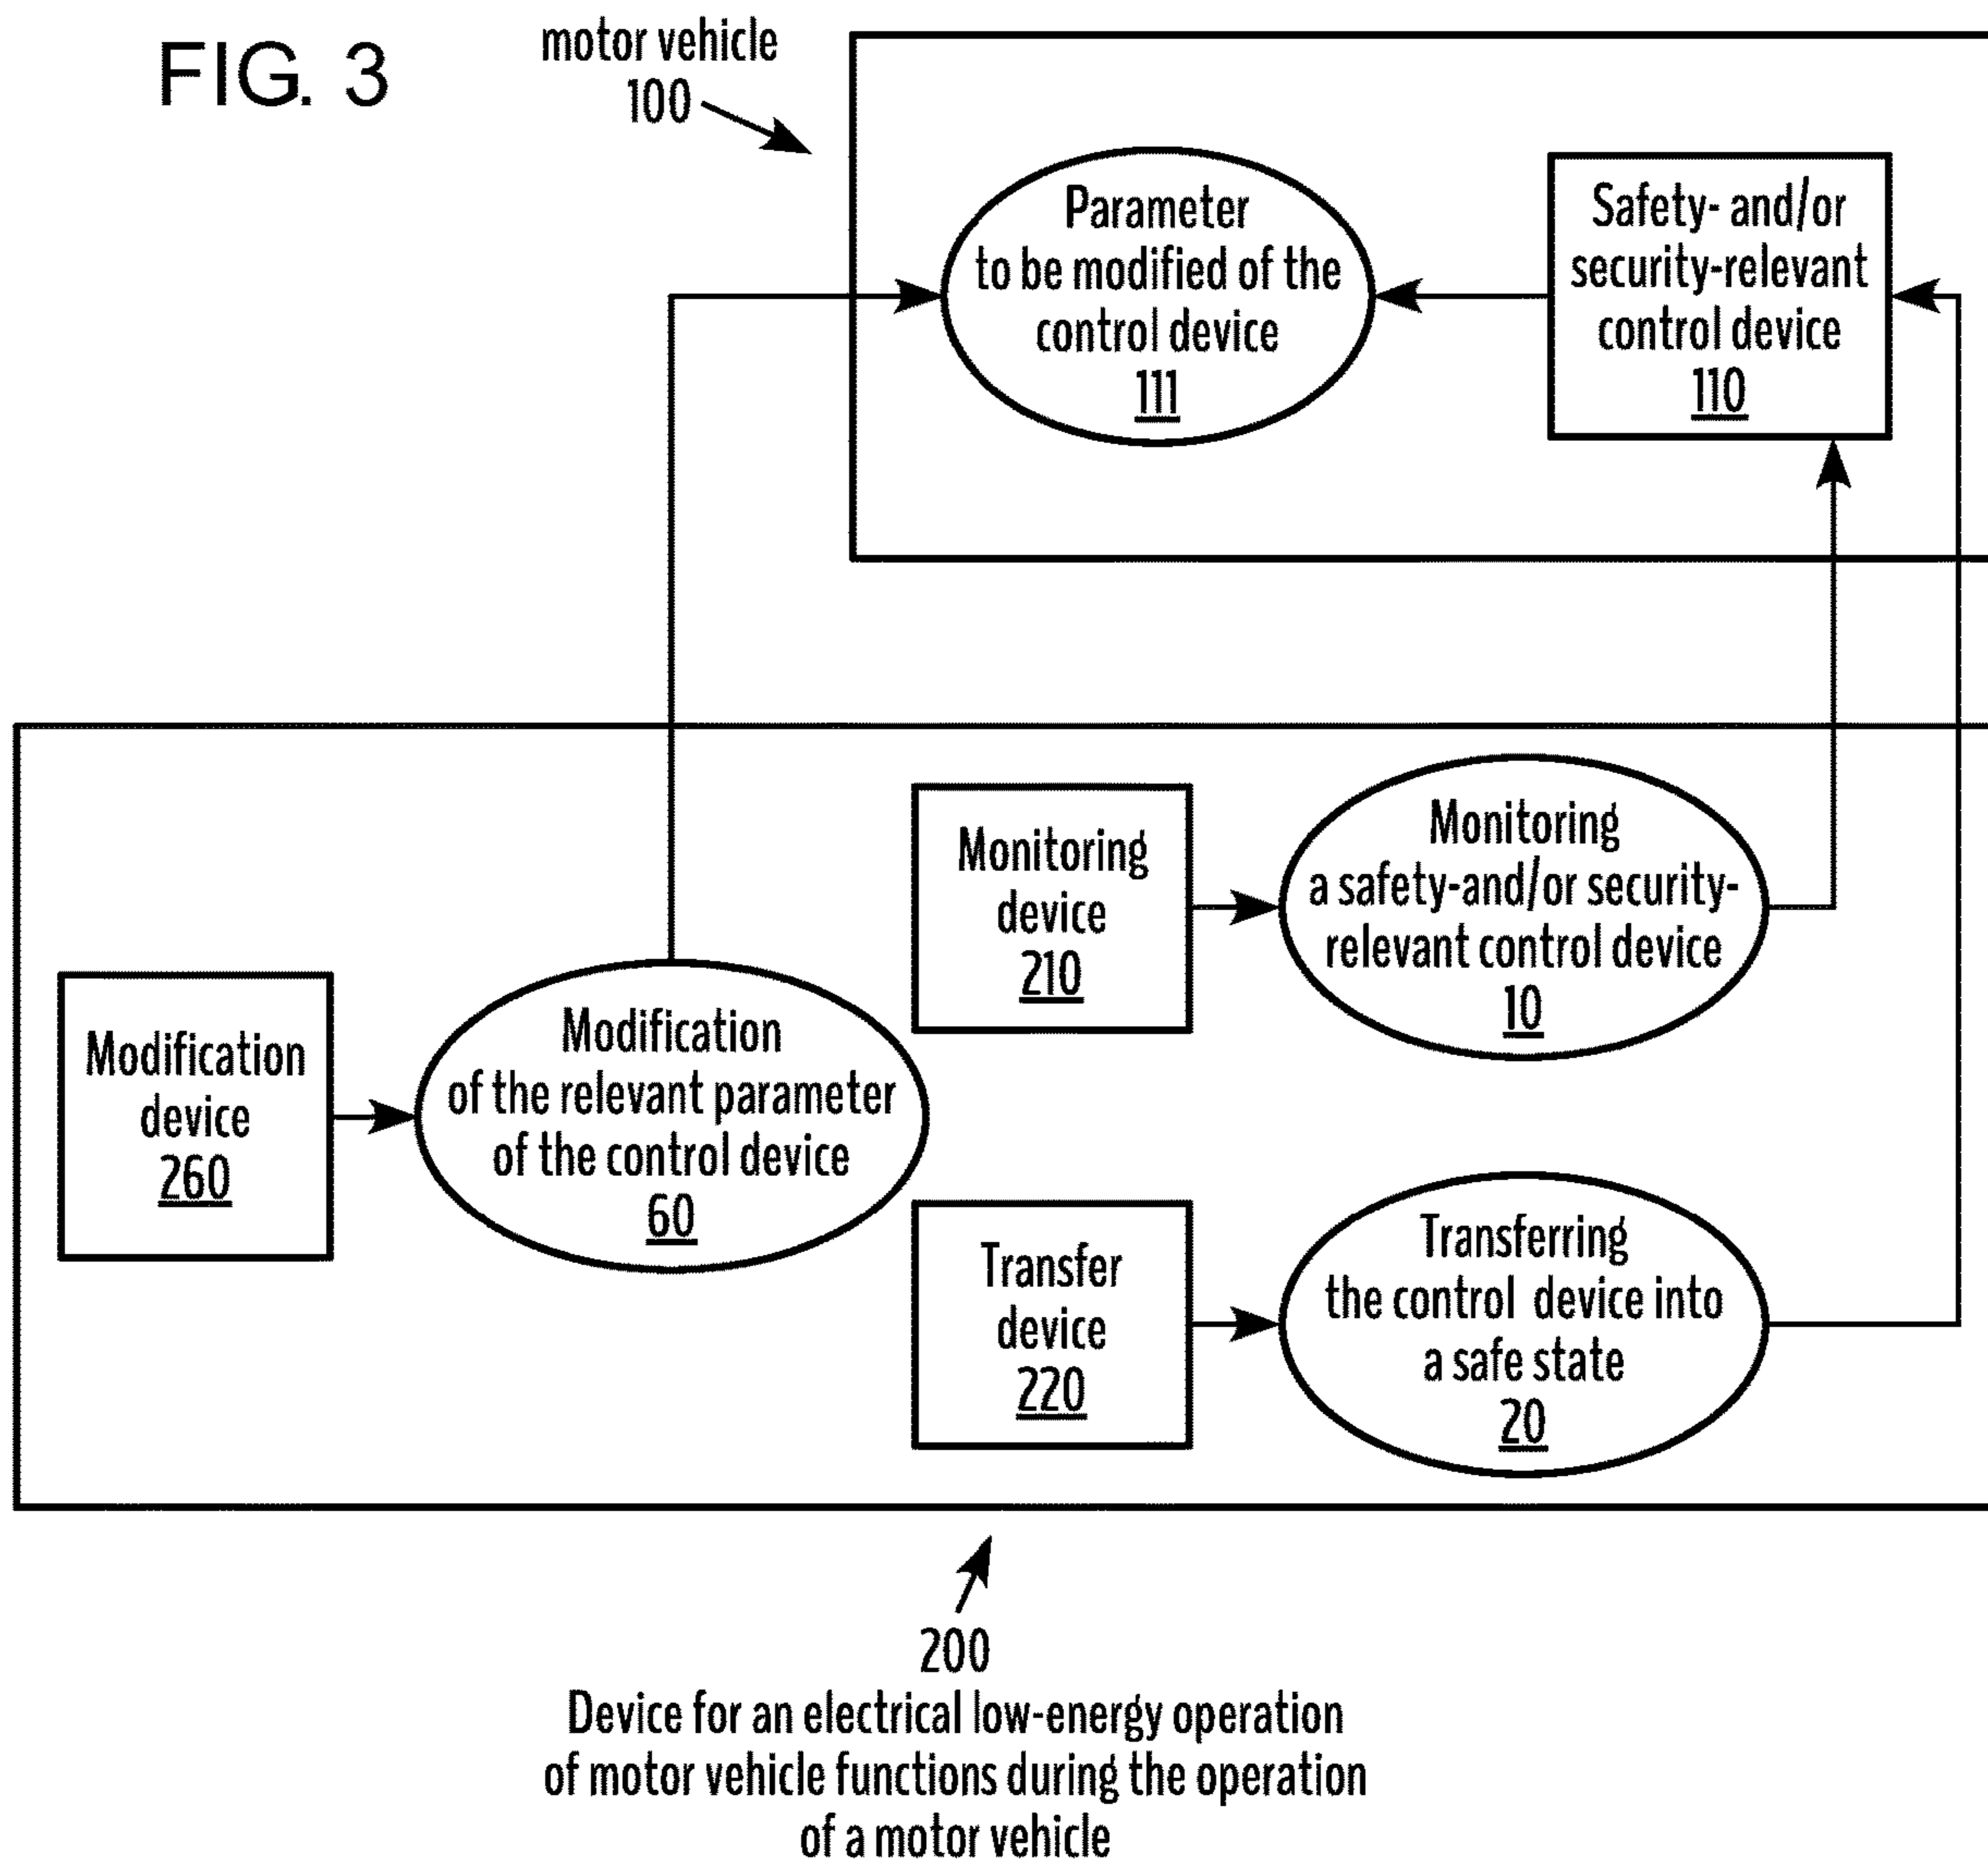 FIG. 3
motor vehicle
100
Parameter
to be modified of the
control device
111
Safety- and/or
security-relevant
control device
110
Monitoring
device
210
Monitoring
a safety-and/or security-
relevant control device
10
Modification
device
260
Modification
of the relevant parameter
of the control device
60
Transfer
device
220
Transferring
the control device into
a safe state
20
200
Device for an electrical low-energy operation
of motor vehicle functions during the operation
of a motor vehicle